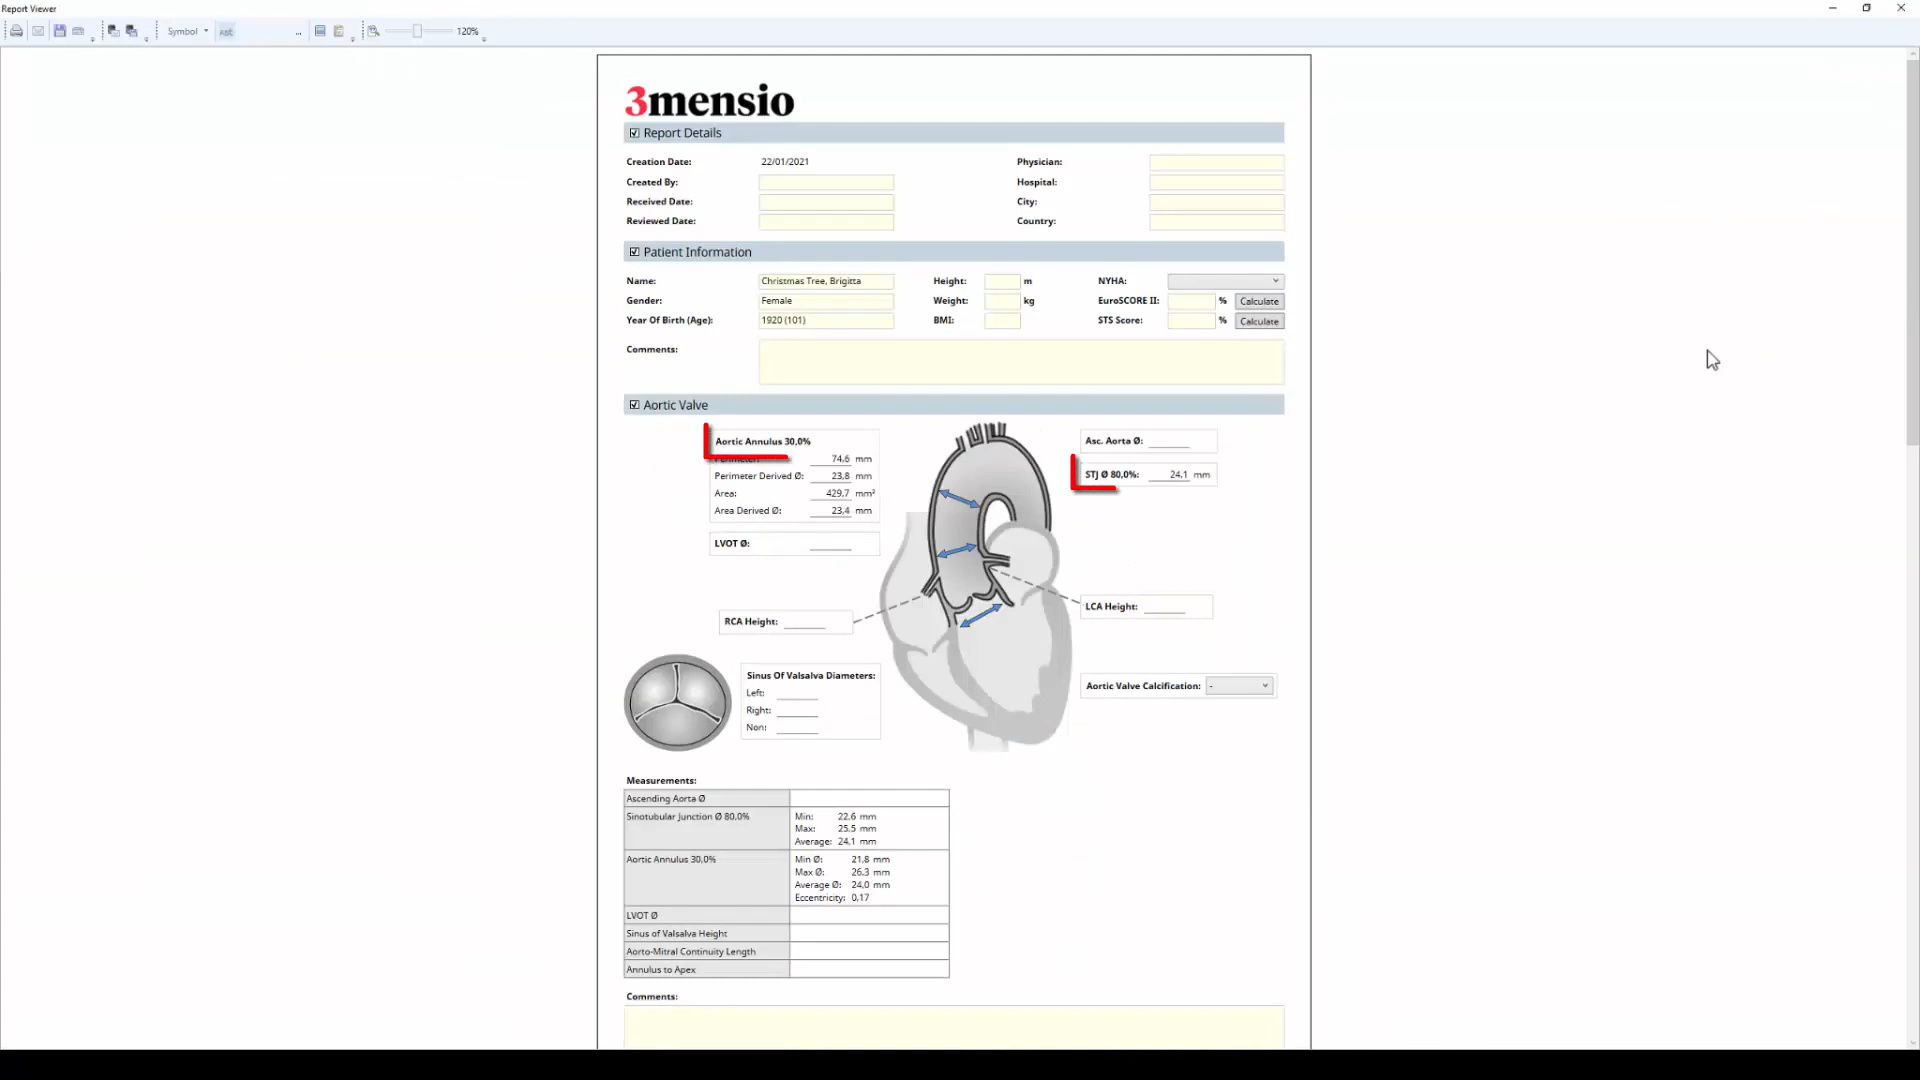 Report Viewer
Symbol
Abl
...
120%
3mensio
Report Details
Creation Date: 22/01/2021 Physician:
Created By: Hospital:
Received Date: City:
Reviewed Date: Country:
Patient Information
Name: Christmas Tree, Brigitta Height: m NYHA:
Gender: Female Weight: kg EuroSCORE II: % Calculate
Year Of Birth (Age): 1920 (101) BMI: STS Score: % Calculate
Comments:
Aortic Valve
Aortic Annulus 30,0%
Perimeter: 74,6 mm
Perimeter Derived Ø: 23,8 mm
Area: 429,7 mm²
Area Derived Ø: 23,4 mm
LVOT Ø:
Asc. Aorta Ø:
STJ Ø 80,0%: 24,1 mm
RCA Height:
LCA Height:
Sinus Of Valsalva Diameters:
Left:
Right:
Non:
Aortic Valve Calcification: -
Measurements:
Ascending Aorta Ø
Sinotubular Junction Ø 80,0%
Min: 22,6 mm
Max: 25,5 mm
Average: 24,1 mm
Aortic Annulus 30,0%
Min Ø: 21,8 mm
Max Ø: 26,3 mm
Average Ø: 24,0 mm
Eccentricity: 0,17
LVOT Ø
Sinus of Valsalva Height
Aorto-Mitral Continuity Length
Annulus to Apex
Comments: